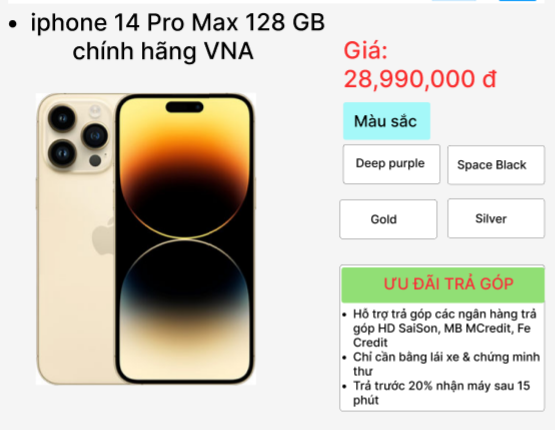 iphone 14 Pro Max 128 GB
chính hãng VNA
Giá:
28,990,000 đ
Màu sắc
Deep purple
Space Black
Gold
Silver
ƯU ĐÃI TRẢ GÓP
Hỗ trợ trả góp các ngân hàng trả
góp HD SaiSon, MB MCredit, Fe
Credit
Chỉ cần bằng lái xe & chứng minh
thư
Trả trước 20% nhận máy sau 15
phút